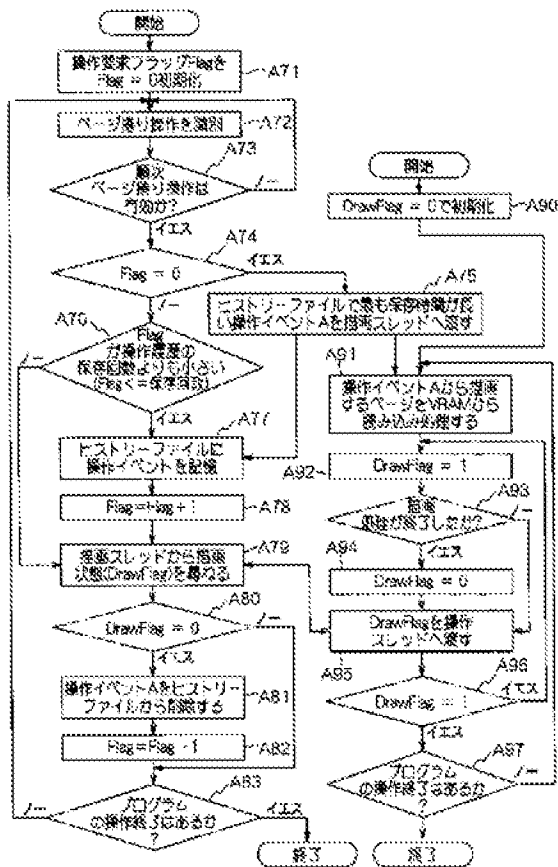 開始
操作要求フラッグFlagを
Flag = 0初期化
A71
ページ捲り操作を識別
A72
A73
順次
ページ捲り操作は
有効か?
ノー
イエス
A74
Flag = 0
イエス
ノー
A75
ヒストリーファイルで最も保存時間が長
い操作イベントAを描画スレッドへ渡す
A76
Flag
が操作履歴の
保存回数よりも小さい
ノー
イエス
A77
ヒストリーファイルに
操作イベントを記憶
Flag=Flag+1
A78
描画スレッドから描画
状態(DrawFlag)を尋ねる
A79
A80
DrawFlag = 0
ノー
イエス
操作イベントAをヒストリー
ファイルから削除する
A81
Flag=Flag-1
A82
A83
プログラム
の操作終了はあるか
?
ノー
イエス
終了
開始
DrawFlag = 0で初期化
A90
A91
操作イベントAから描画
するページをVRAMから
読み込み処理する
A92
DrawFlag = 1
A93
描画
処理が終了したか?
ノー
イエス
A94
DrawFlag = 0
DrawFlagを操作
スレッドへ渡す
A95
A96
DrawFlag = 1
イエス
イエス
A97
プログラム
の操作終了はあるか
?
ノー
イエス
終了